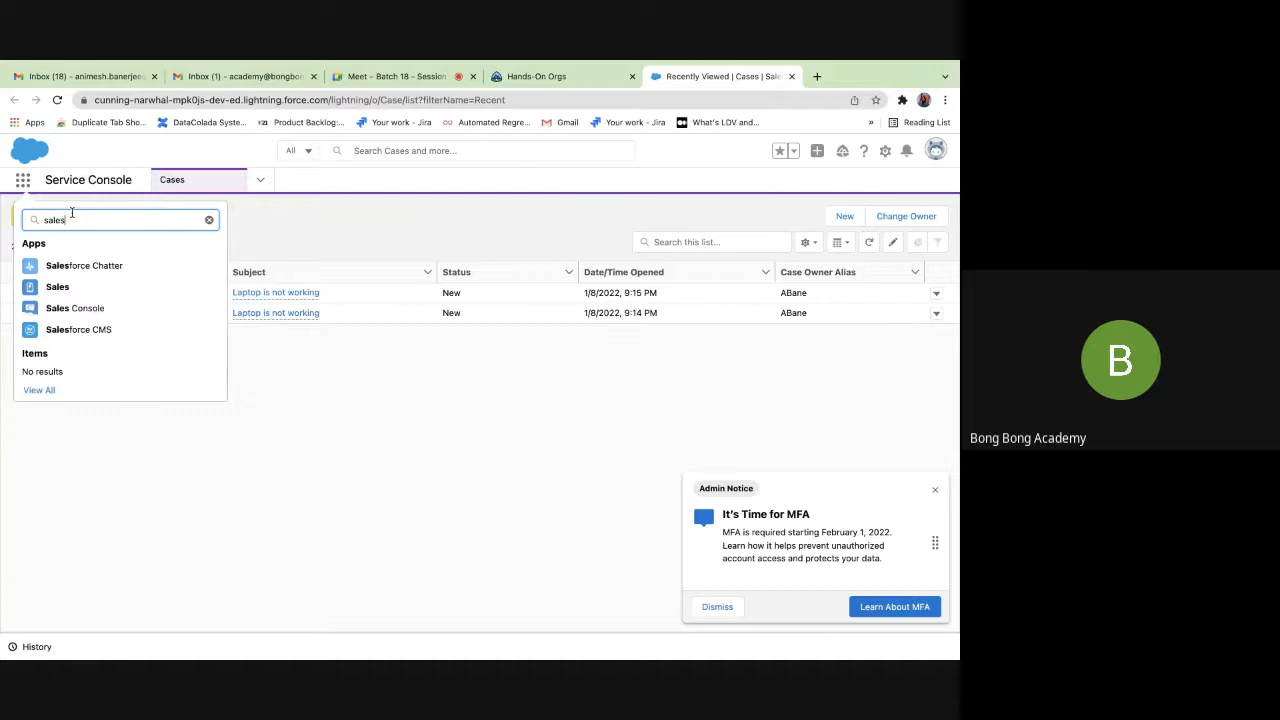 Inbox (18) - animesh.banerjee
Inbox (1) - academy@bongbon
Meet – Batch 18 - Session
Hands-On Orgs
Recently Viewed | Cases | Sale
cunning-narwhal-mpk0js-dev-ed.lightning.force.com/lightning/o/Case/list?filterName=Recent
Apps
Duplicate Tab Sho...
DataColada Syste...
Product Backlog:...
Your work - Jira
Automated Regre...
Gmail
Your work - Jira
What's LDV and...
»
Reading List
All
Search Cases and more...
Service Console
Cases
sales
New
Change Owner
Apps
Search this list...
Salesforce Chatter
Subject
Status
Date/Time Opened
Case Owner Alias
Sales
Laptop is not working
New
1/8/2022, 9:15 PM
ABane
Sales Console
Laptop is not working
New
1/8/2022, 9:14 PM
ABane
Salesforce CMS
Items
No results
View All
B
Bong Bong Academy
Admin Notice
It's Time for MFA
MFA is required starting February 1, 2022.
Learn how it helps prevent unauthorized
account access and protects your data.
Dismiss
Learn About MFA
History